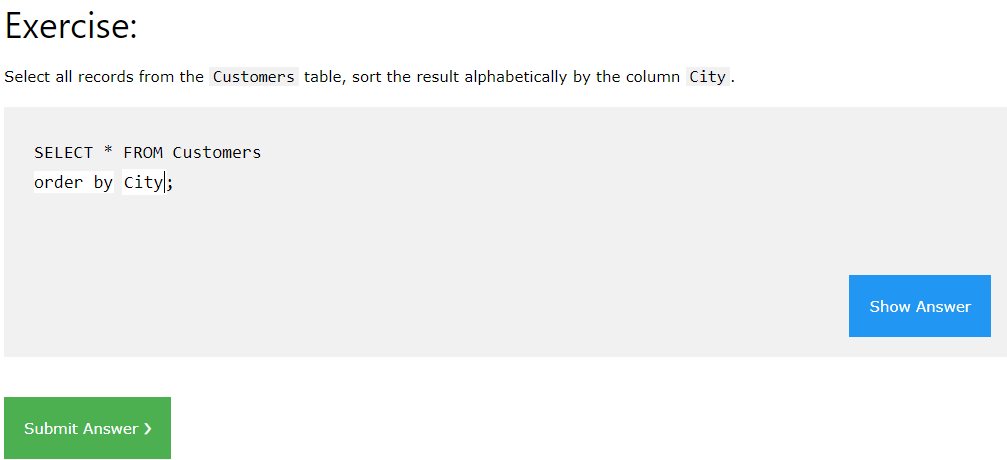 Exercise:
Select all records from the Customers table, sort the result alphabetically by the column City.
SELECT * FROM Customers
order by City;
Show Answer
Submit Answer ❯